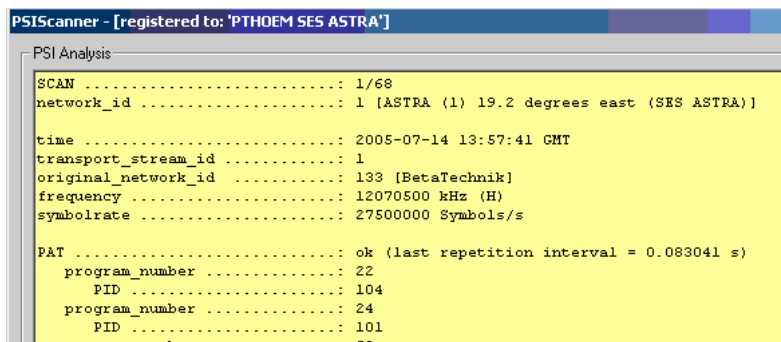 PSIScanner - [registered to: 'PTHOEM SES ASTRA']
PSI Analysis
SCAN ...........................: 1/68
network_id .....................: 1 [ASTRA (1) 19.2 degrees east (SES ASTRA)]
time ...........................: 2005-07-14 13:57:41 GMT
transport_stream_id ............: 1
original_network_id ...........: 133 [BetaTechnik]
frequency ......................: 12070500 kHz (H)
symbolrate .....................: 27500000 Symbols/s
PAT ............................: ok (last repetition interval = 0.083041 s)
program_number ..............: 22
PID ......................: 104
program_number ..............: 24
PID ......................: 101